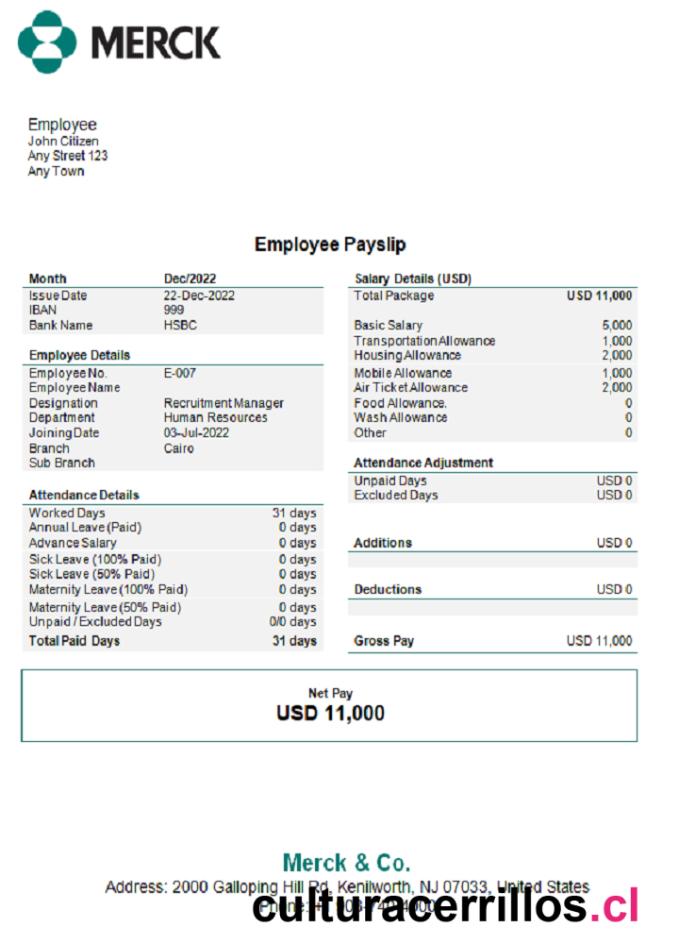 MERCK
Employee
John Citizen
Any Street 123
Any Town
Employee Payslip
Month Dec/2022
Issue Date 22-Dec-2022
IBAN 999
Bank Name HSBC
Employee Details
Employee No. E-007
Employee Name
Designation Recruitment Manager
Department Human Resources
Joining Date 03-Jul-2022
Branch Cairo
Sub Branch
Attendance Details
Worked Days 31 days
Annual Leave (Paid) 0 days
Advance Salary 0 days
Sick Leave (100% Paid) 0 days
Sick Leave (50% Paid) 0 days
Maternity Leave (100% Paid) 0 days
Maternity Leave (50% Paid) 0 days
Unpaid / Excluded Days 0/0 days
Total Paid Days 31 days
Salary Details (USD)
Total Package USD 11,000
Basic Salary 5,000
Transportation Allowance 1,000
Housing Allowance 2,000
Mobile Allowance 1,000
Air Ticket Allowance 2,000
Food Allowance. 0
Wash Allowance 0
Other 0
Attendance Adjustment
Unpaid Days USD 0
Excluded Days USD 0
Additions USD 0
Deductions USD 0
Gross Pay USD 11,000
Net Pay
USD 11,000
Merck & Co.
Address: 2000 Galloping Hill Rd, Kenilworth, NJ 07033, United States
culturacerrillos.cl